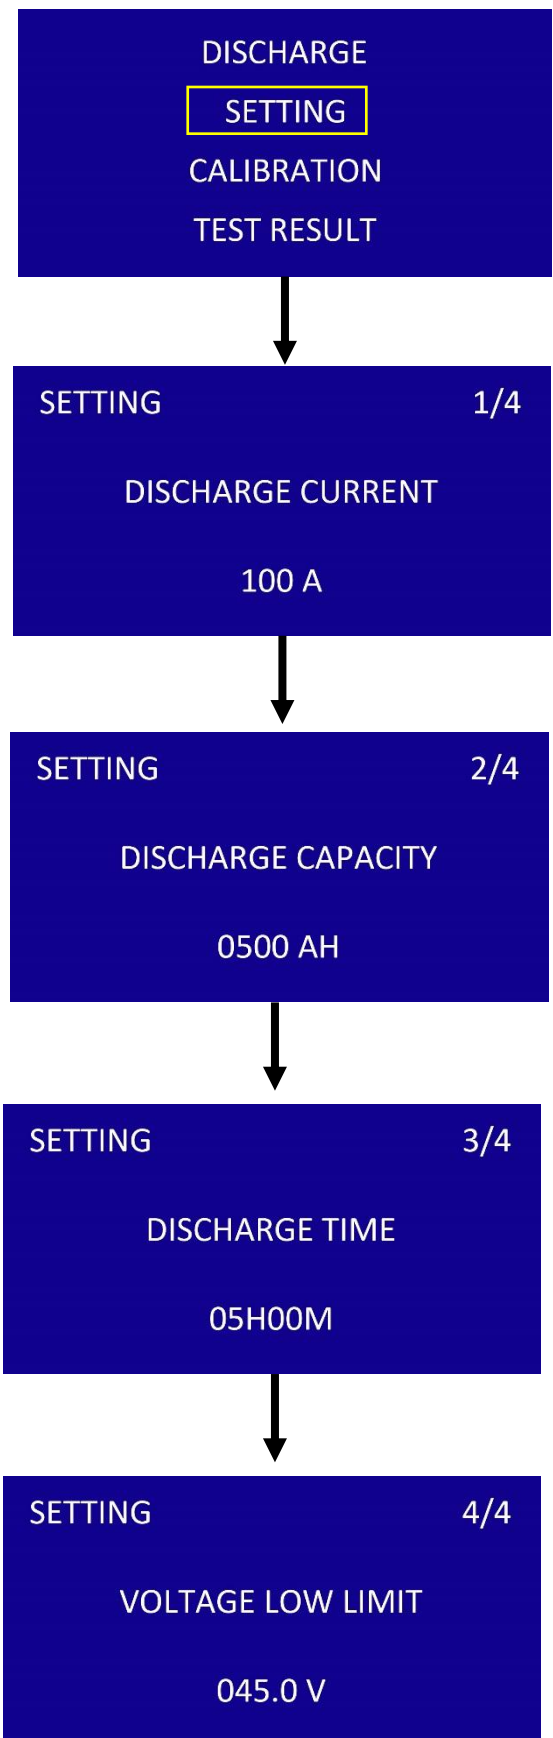 DISCHARGE
SETTING
CALIBRATION
TEST RESULT
SETTING 1/4
DISCHARGE CURRENT
100 A
SETTING 2/4
DISCHARGE CAPACITY
0500 AH
SETTING 3/4
DISCHARGE TIME
05H00M
SETTING 4/4
VOLTAGE LOW LIMIT
045.0 V